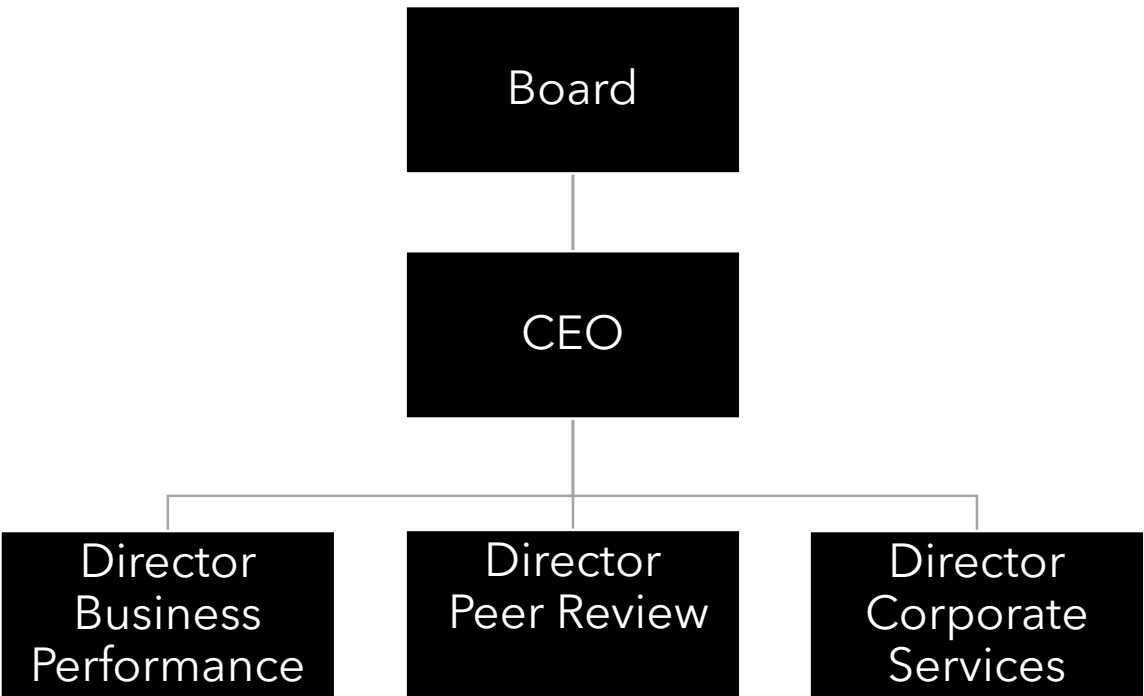 Board
CEO
Director
Business
Performance
Director
Peer Review
Director
Corporate
Services